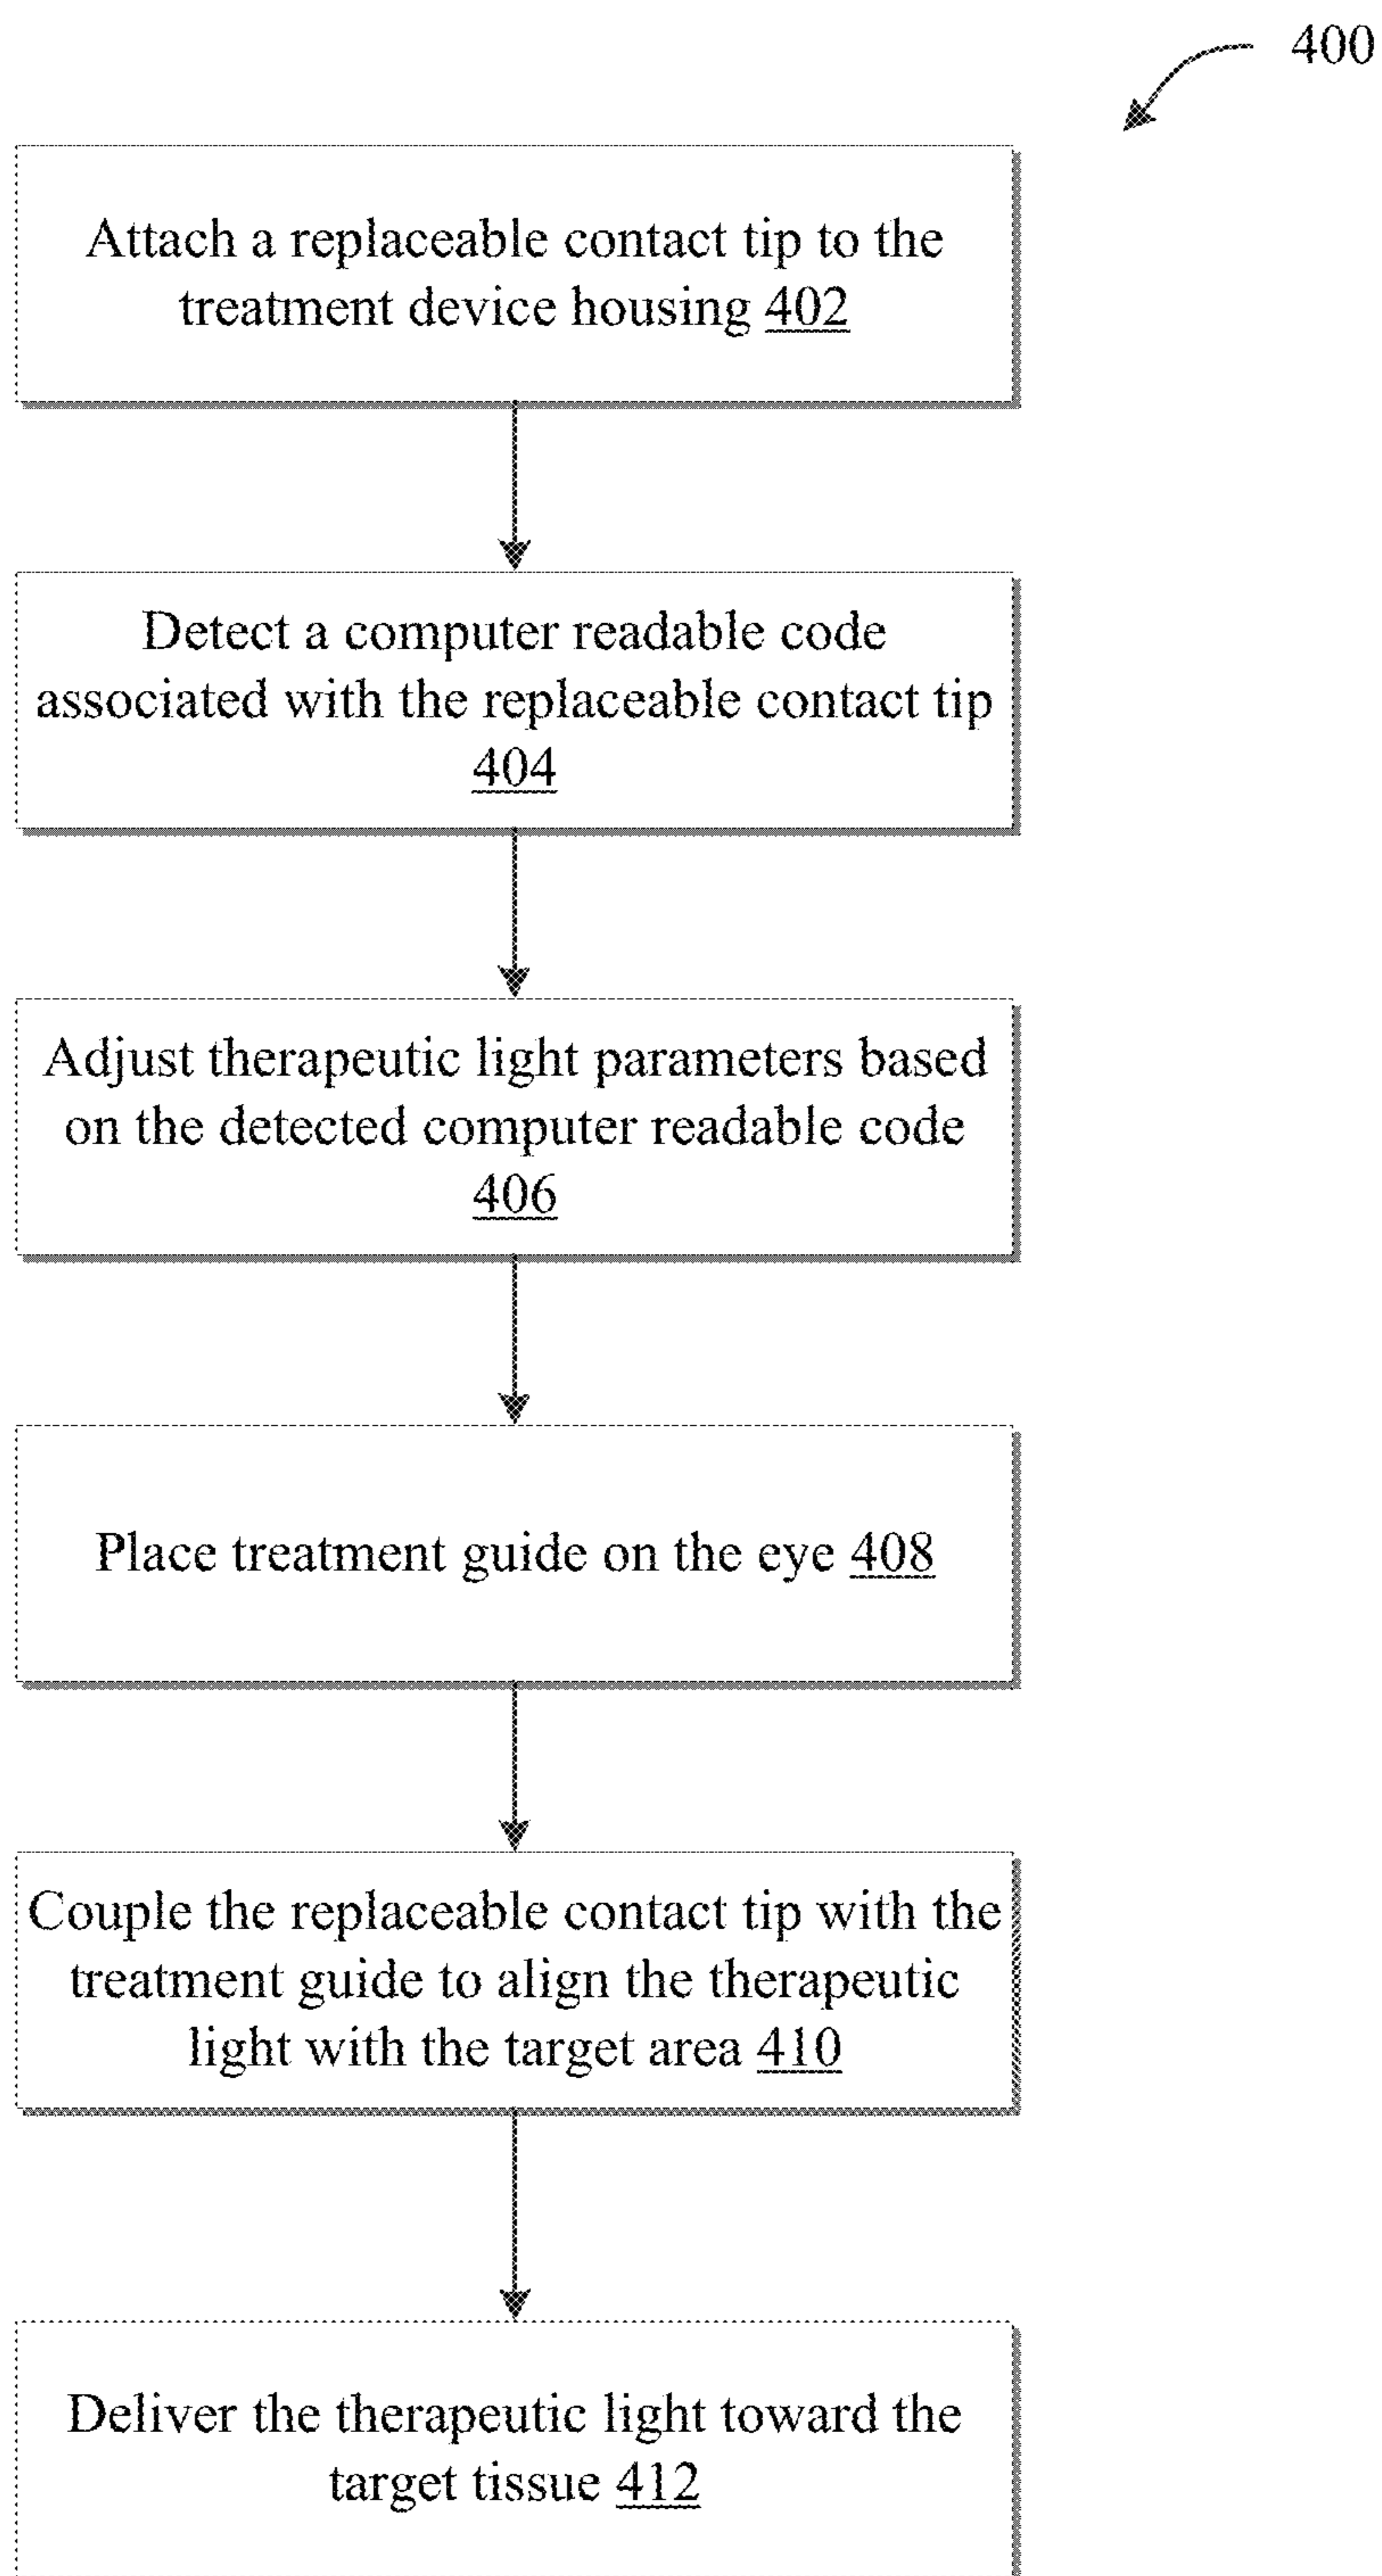 400
Attach a replaceable contact tip to the
treatment device housing 402
Detect a computer readable code
associated with the replaceable contact tip
404
Adjust therapeutic light parameters based
on the detected computer readable code
406
Place treatment guide on the eye 408
Couple the replaceable contact tip with the
treatment guide to align the therapeutic
light with the target area 410
Deliver the therapeutic light toward the
target tissue 412